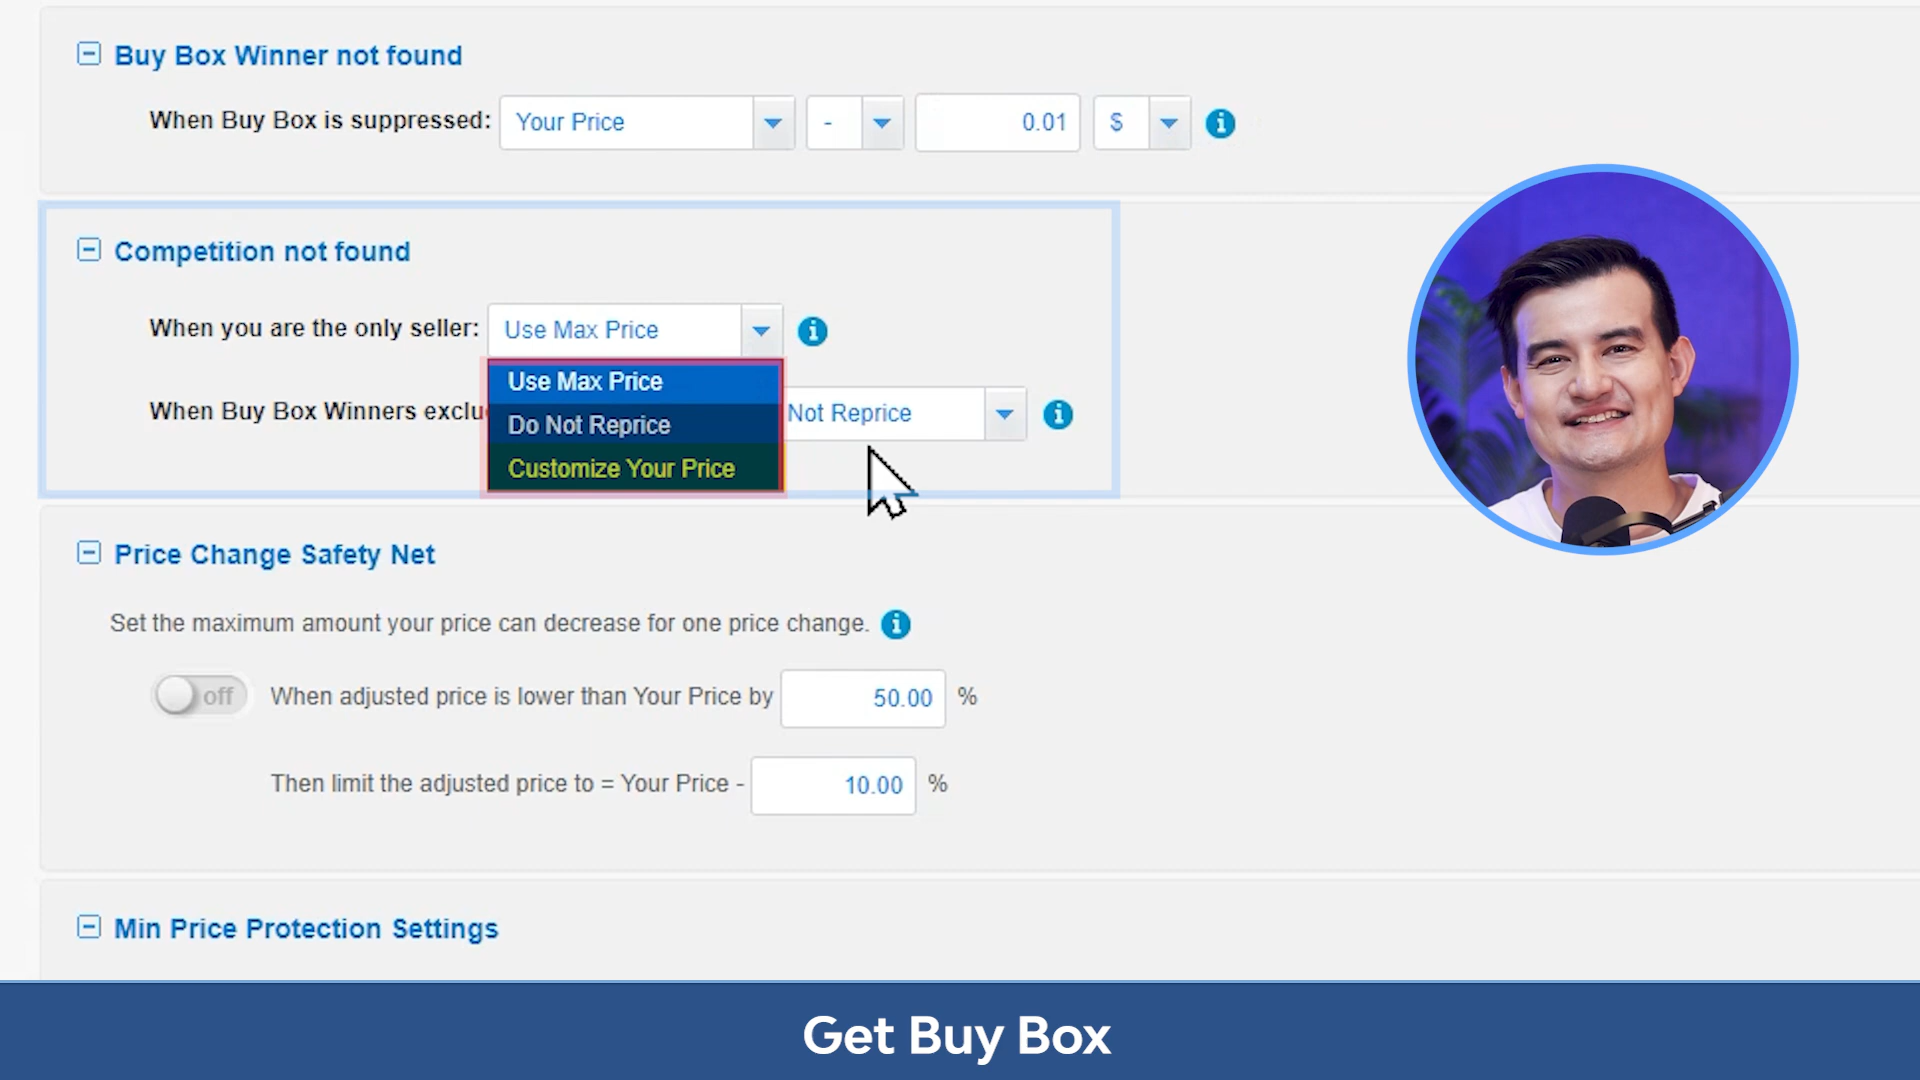 Buy Box Winner not found
When Buy Box is suppressed: Your Price - 0.01 $
Competition not found
When you are the only seller: Use Max Price
Use Max Price
Do Not Reprice
Customize Your Price
When Buy Box Winners Not Reprice
Price Change Safety Net
Set the maximum amount your price can decrease for one price change.
off When adjusted price is lower than Your Price by 50.00 %
Then limit the adjusted price to = Your Price - 10.00 %
Min Price Protection Settings
Get Buy Box